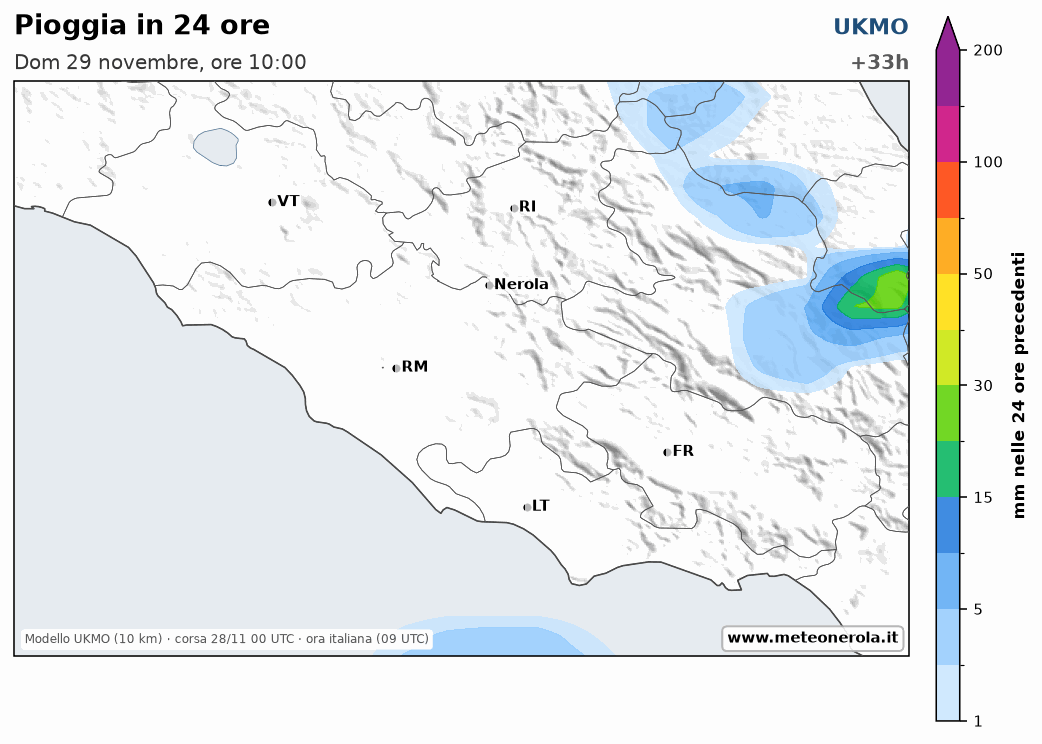 Pioggia in 24 ore
UKMO
Dom 29 novembre, ore 10:00
+33h
VT
RI
Nerola
RM
FR
LT
Modello UKMO (10 km) · corsa 28/11 00 UTC · ora italiana (09 UTC)
www.meteonerola.it
200
100
50
30
15
5
1
mm nelle 24 ore precedenti